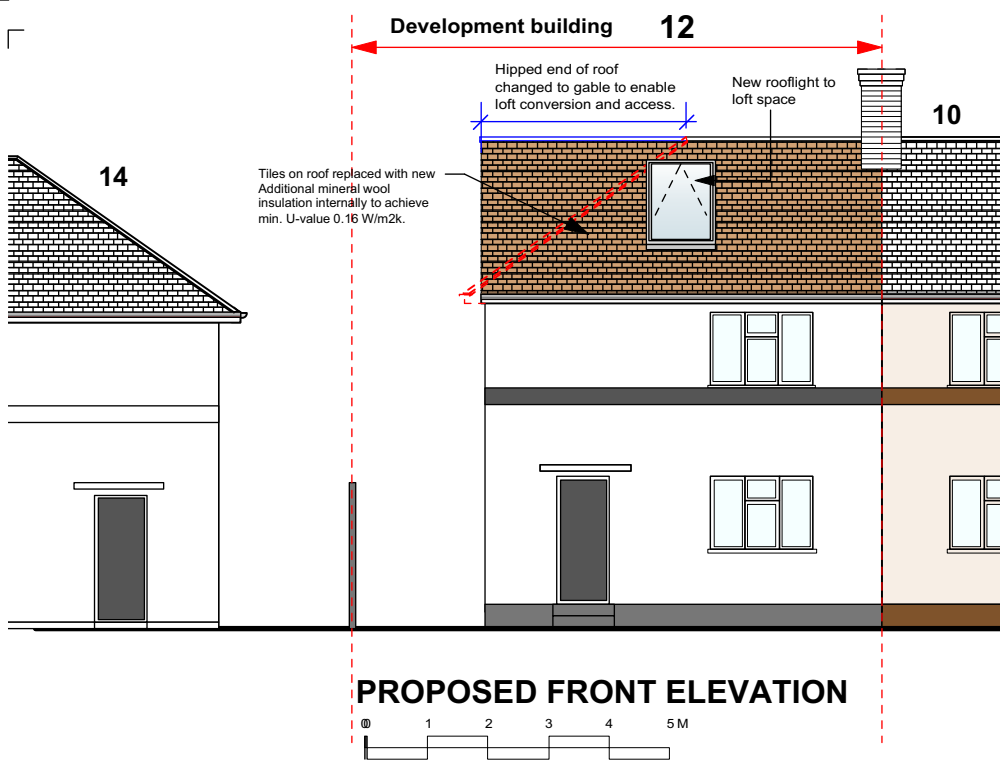 Development building
12
Hipped end of roof
changed to gable to enable
loft conversion and access.
New rooflight to
loft space
10
14
Tiles on roof replaced with new
Additional mineral wool
insulation internally to achieve
min. U-value 0.16 W/m2k.
PROPOSED FRONT ELEVATION
0 1 2 3 4 5 M